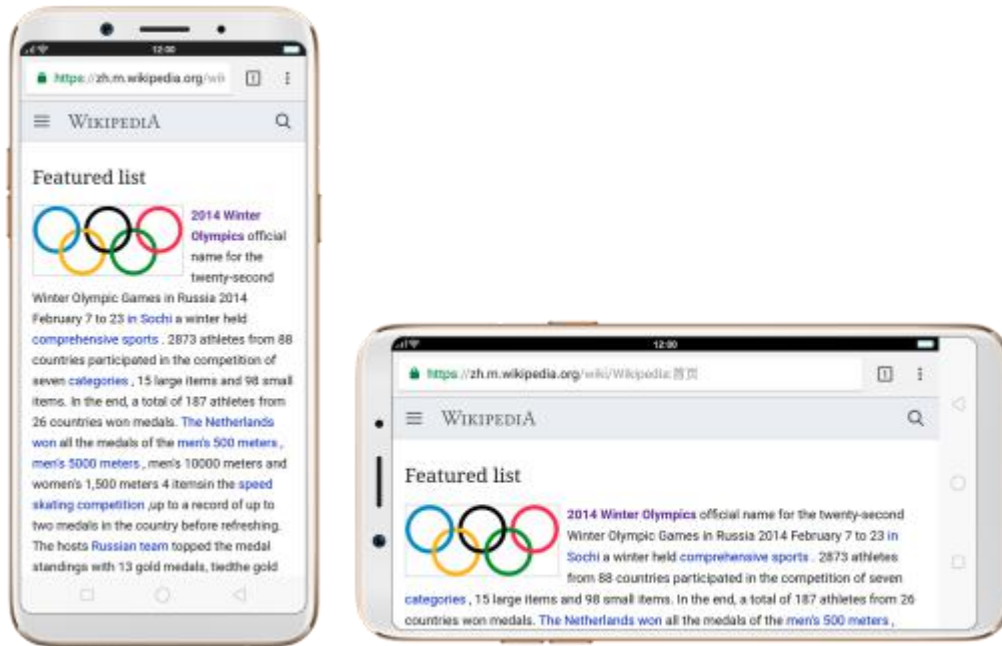 12:00
https://zh.m.wikipedia.org/wiki
1
WIKIPEDIA
Featured list
2014 Winter
Olympics official
name for the
twenty-second
Winter Olympic Games in Russia 2014
February 7 to 23 in Sochi a winter held
comprehensive sports . 2873 athletes from 88
countries participated in the competition of
seven categories , 15 large items and 98 small
items. In the end, a total of 187 athletes from
26 countries won medals. The Netherlands
won all the medals of the men's 500 meters ,
men's 5000 meters , men's 10000 meters and
women's 1,500 meters 4 itemsin the speed
skating competition ,up to a record of up to
two medals in the country before refreshing.
The hosts Russian team topped the medal
standings with 13 gold medals, tiedthe gold
12:00
https://zh.m.wikipedia.org/wiki/Wikipedia:首页
1
WIKIPEDIA
Featured list
2014 Winter Olympics official name for the twenty-second
Winter Olympic Games in Russia 2014 February 7 to 23 in
Sochi a winter held comprehensive sports . 2873 athletes
from 88 countries participated in the competition of seven
categories , 15 large items and 98 small items. In the end, a total of 187 athletes from 26
countries won medals. The Netherlands won all the medals of the men's 500 meters ,